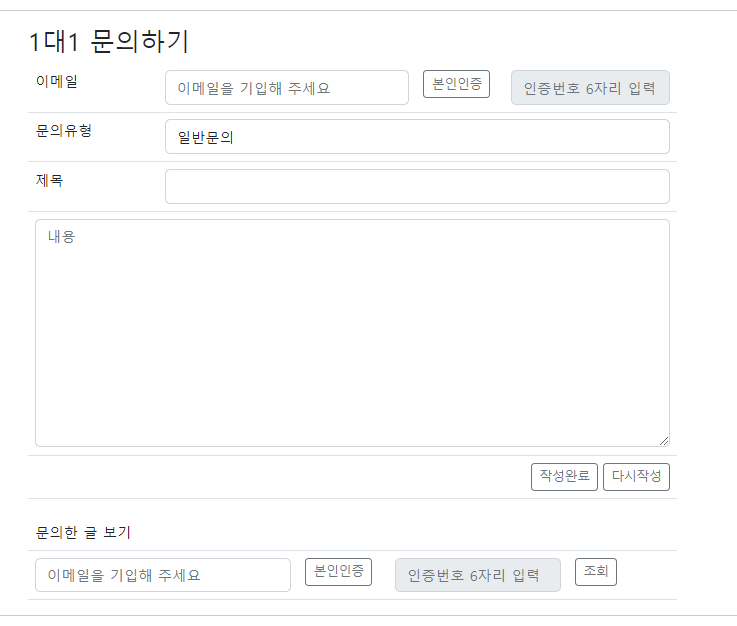 1대1 문의하기
이메일 이메일을 기입해 주세요 본인인증 인증번호 6자리 입력
문의유형 일반문의
제목
내용
작성완료 다시작성
문의한 글 보기
이메일을 기입해 주세요 본인인증 인증번호 6자리 입력 조회